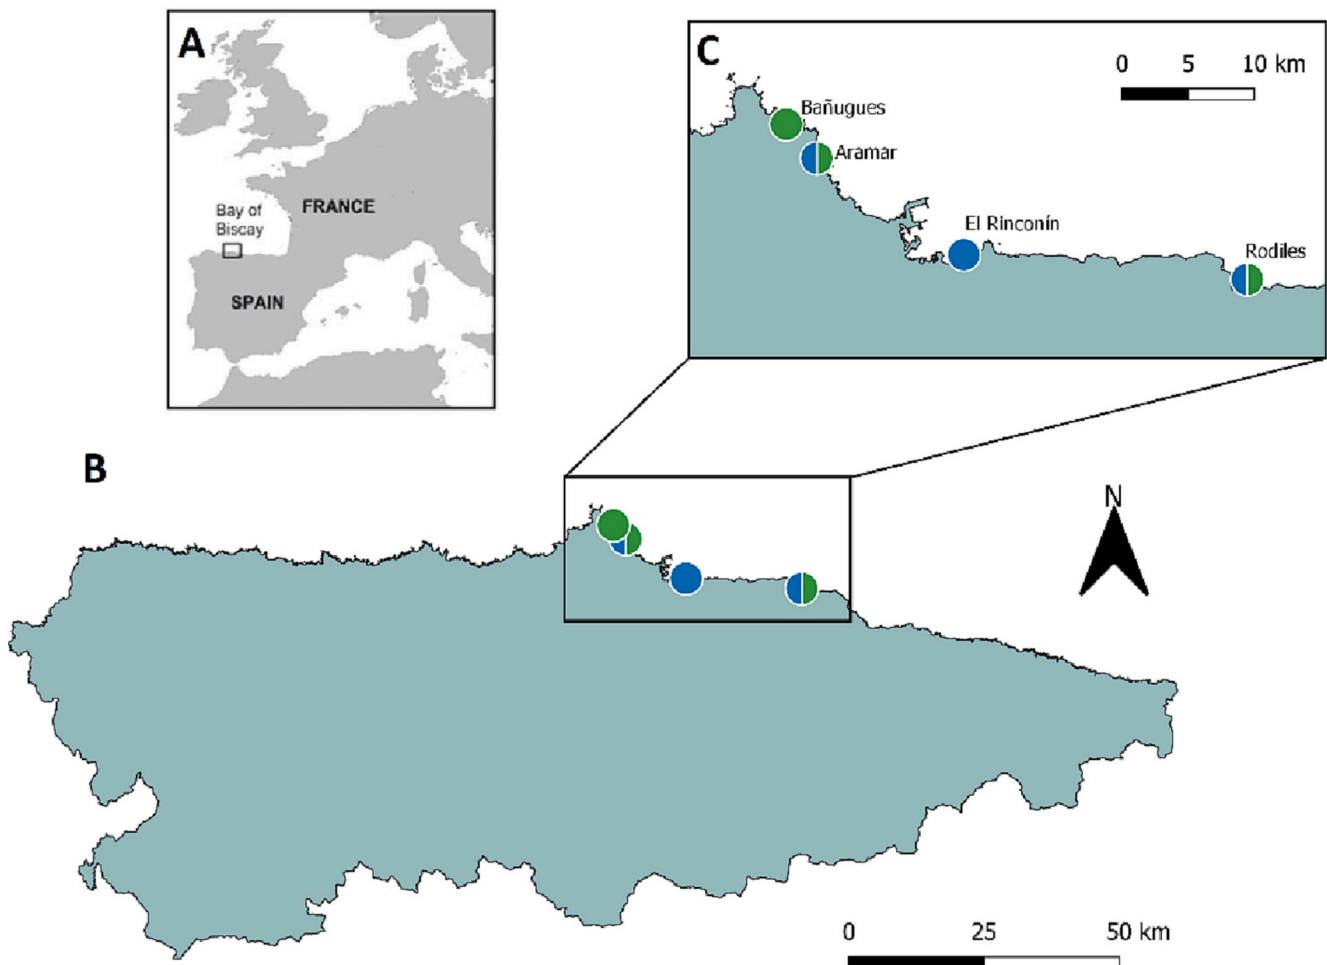 A
FRANCE
Bay of
Biscay
SPAIN
C
0 5 10 km
Bañugues
Aramar
El Rinconín
Rodiles
B
N
0 25 50 km